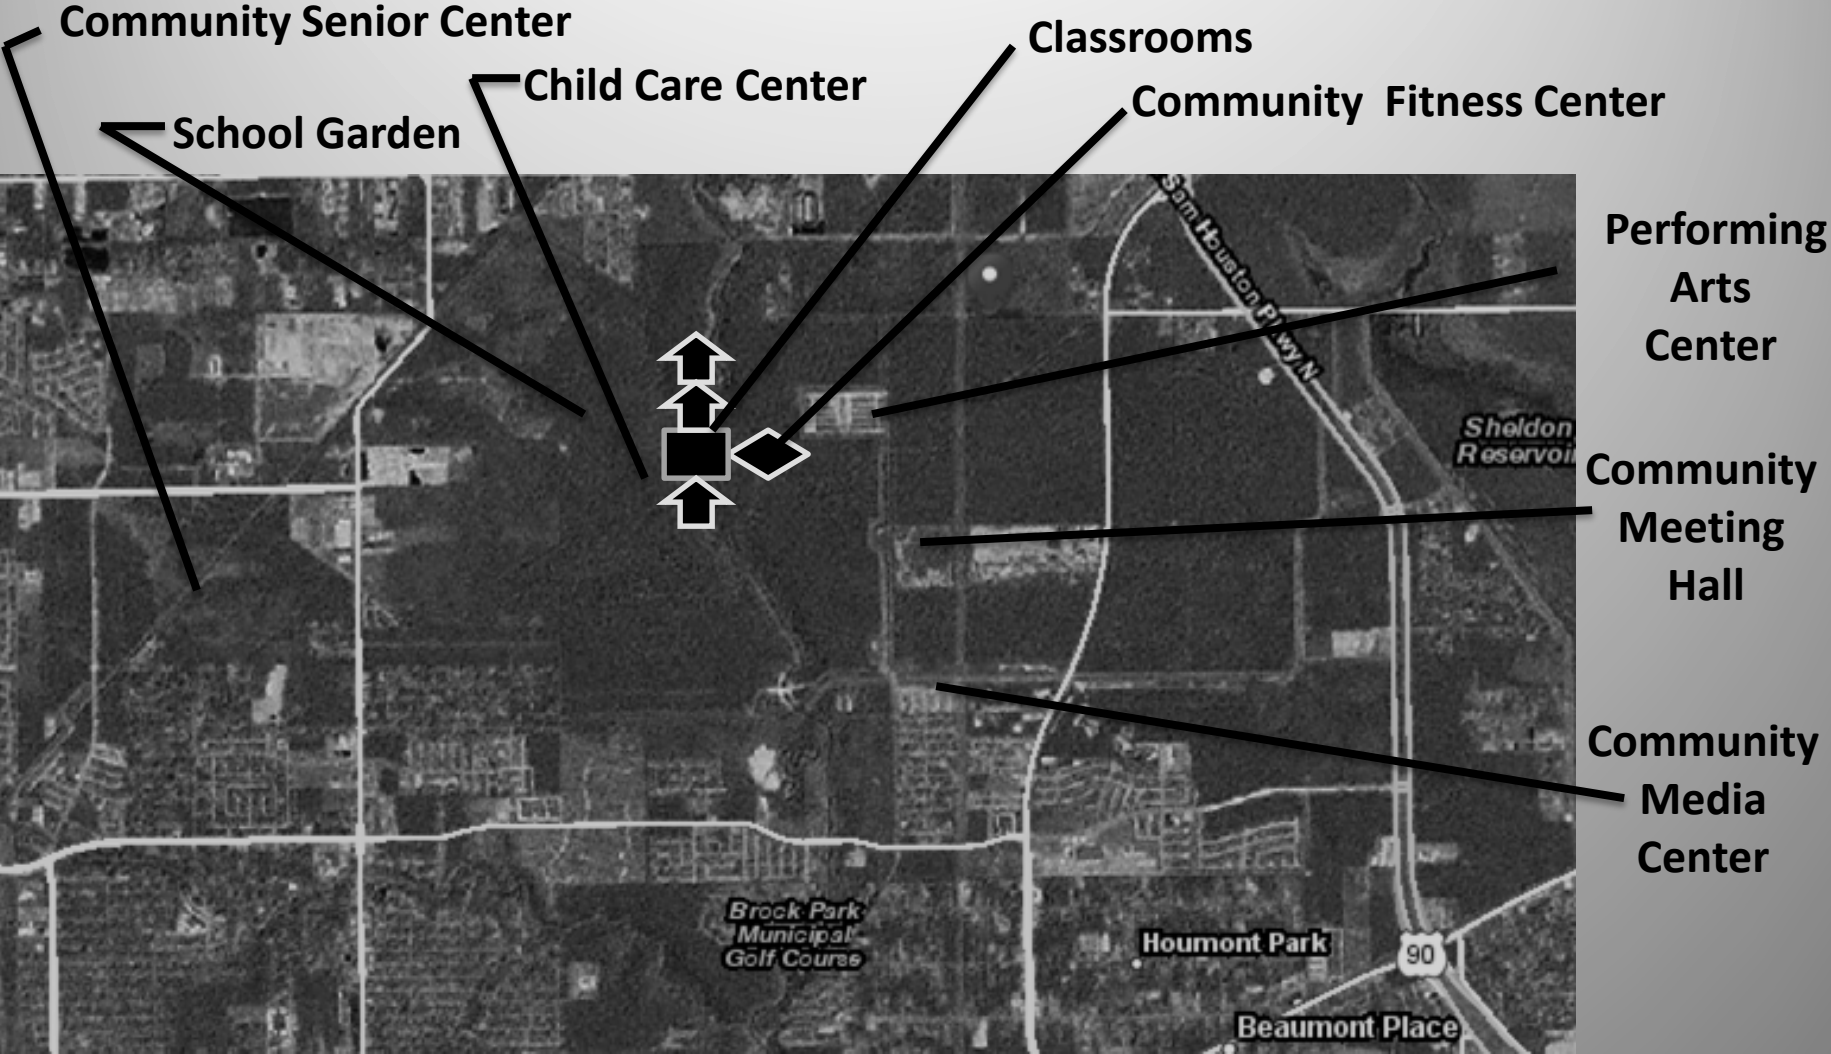 Community Senior Center
Classrooms
Child Care Center
Community  Fitness Center
School Garden
Sam Houston Pkwy N
Performing
Arts
Center
Sheldon
Reservoi
Community
Meeting
Hall
Community
Media
Center
Brock Park
Municipal
Golf Course
Houmont Park
90
Beaumont Place